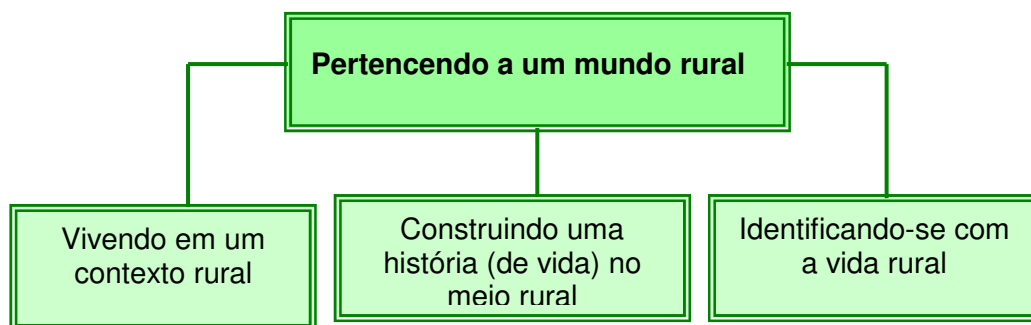 Pertencendo a um mundo rural
Vivendo em um
contexto rural
Construindo uma
história (de vida) no
meio rural
Identificando-se com
a vida rural